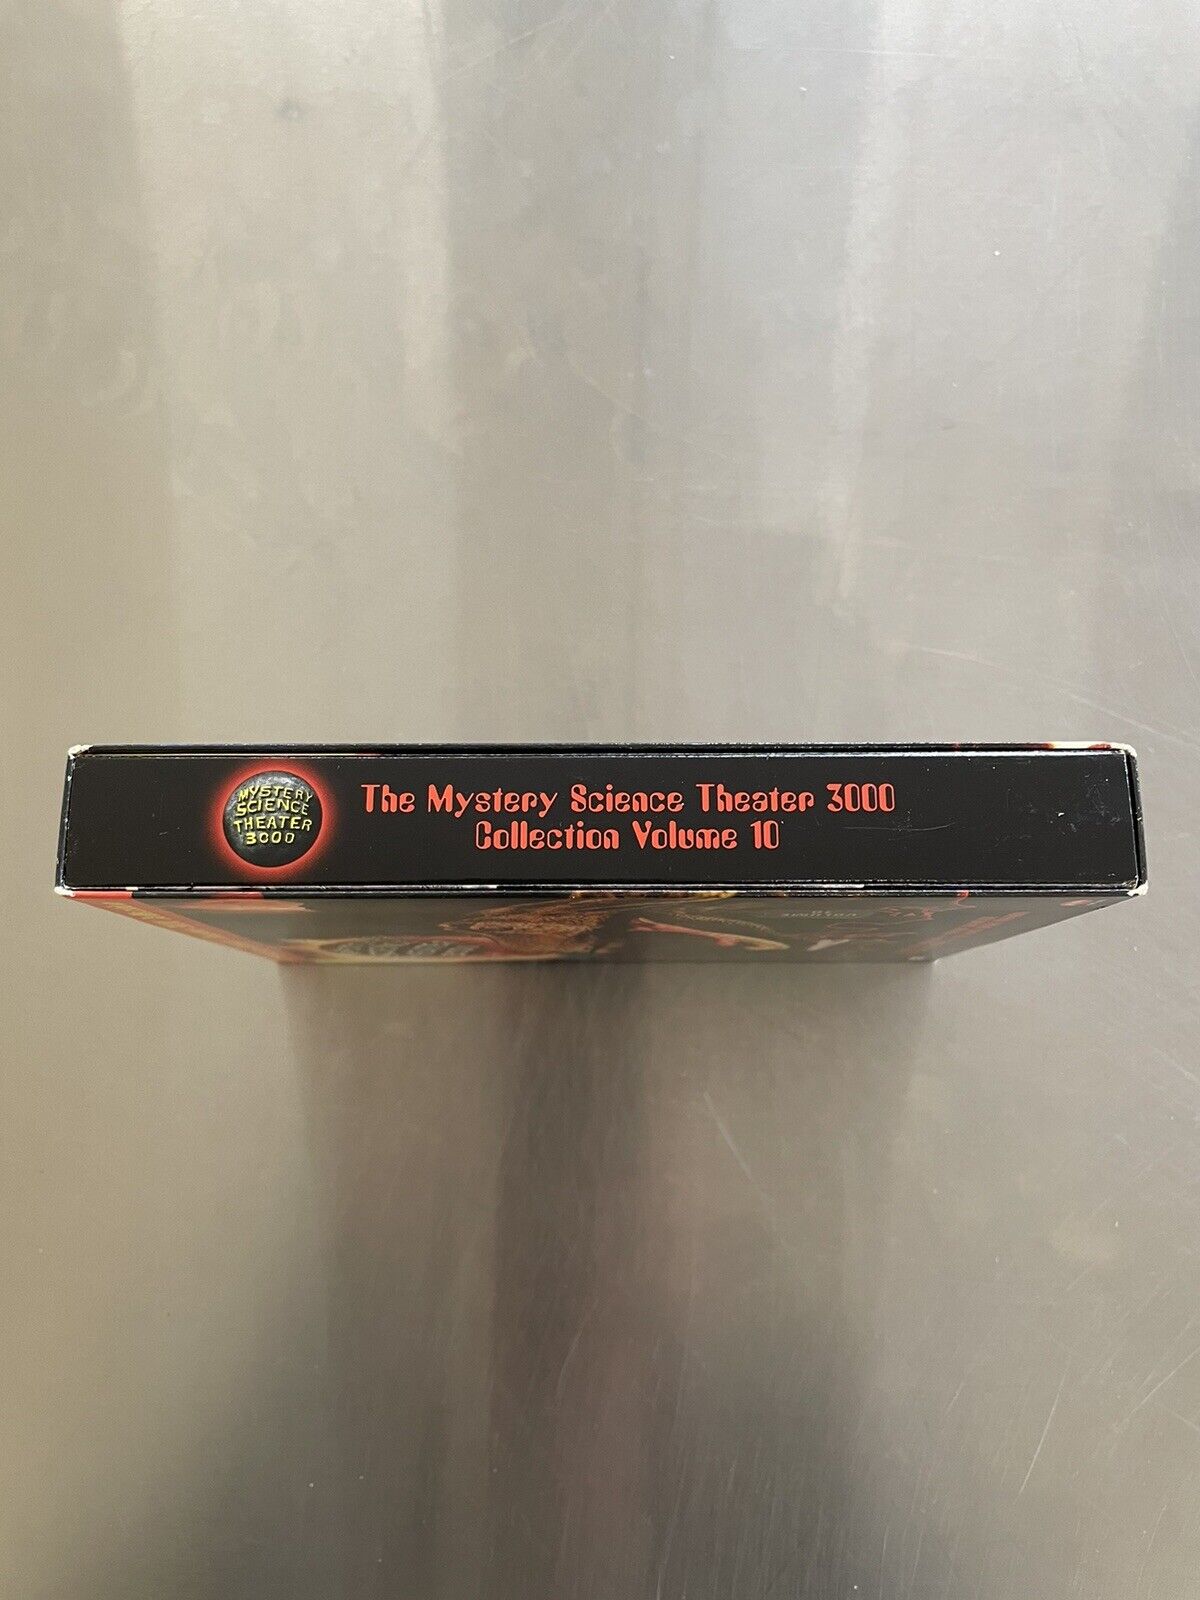 MYSTERY
SCIENCE
THEATER
3000
The Mystery Science Theater 3000
Collection Volume 10